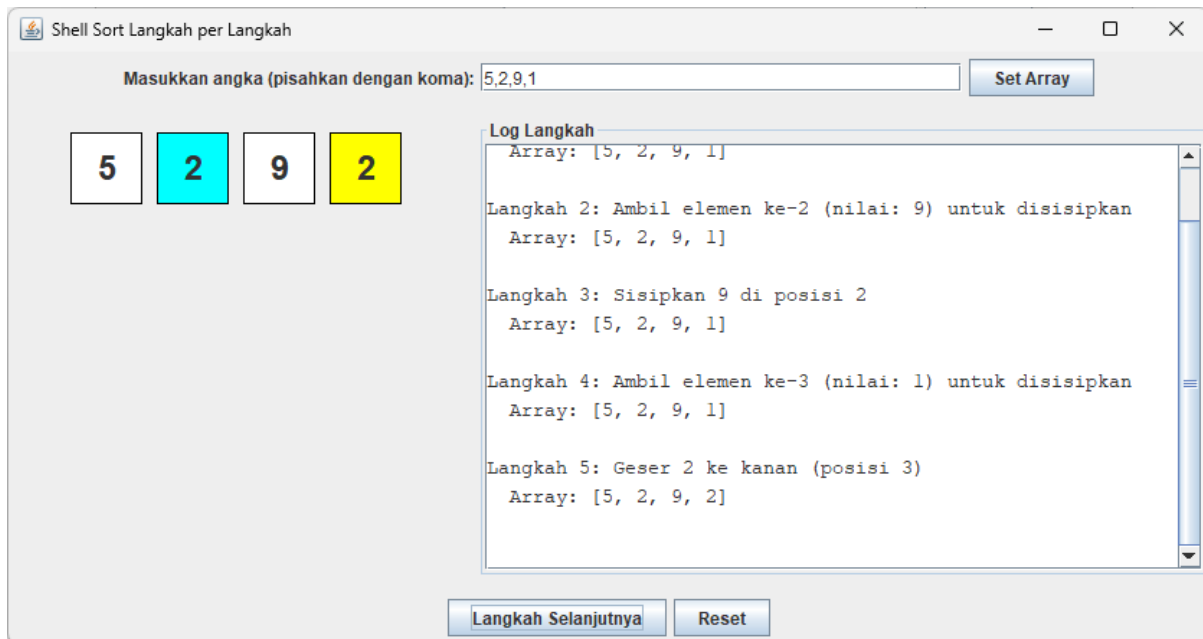 Shell Sort Langkah per Langkah
Masukkan angka (pisahkan dengan koma): 5,2,9,1 Set Array
5 2 9 2
Log Langkah
Array: [5, 2, 9, 1]
Langkah 2: Ambil elemen ke-2 (nilai: 9) untuk disisipkan
Array: [5, 2, 9, 1]
Langkah 3: Sisipkan 9 di posisi 2
Array: [5, 2, 9, 1]
Langkah 4: Ambil elemen ke-3 (nilai: 1) untuk disisipkan
Array: [5, 2, 9, 1]
Langkah 5: Geser 2 ke kanan (posisi 3)
Array: [5, 2, 9, 2]
Langkah Selanjutnya Reset